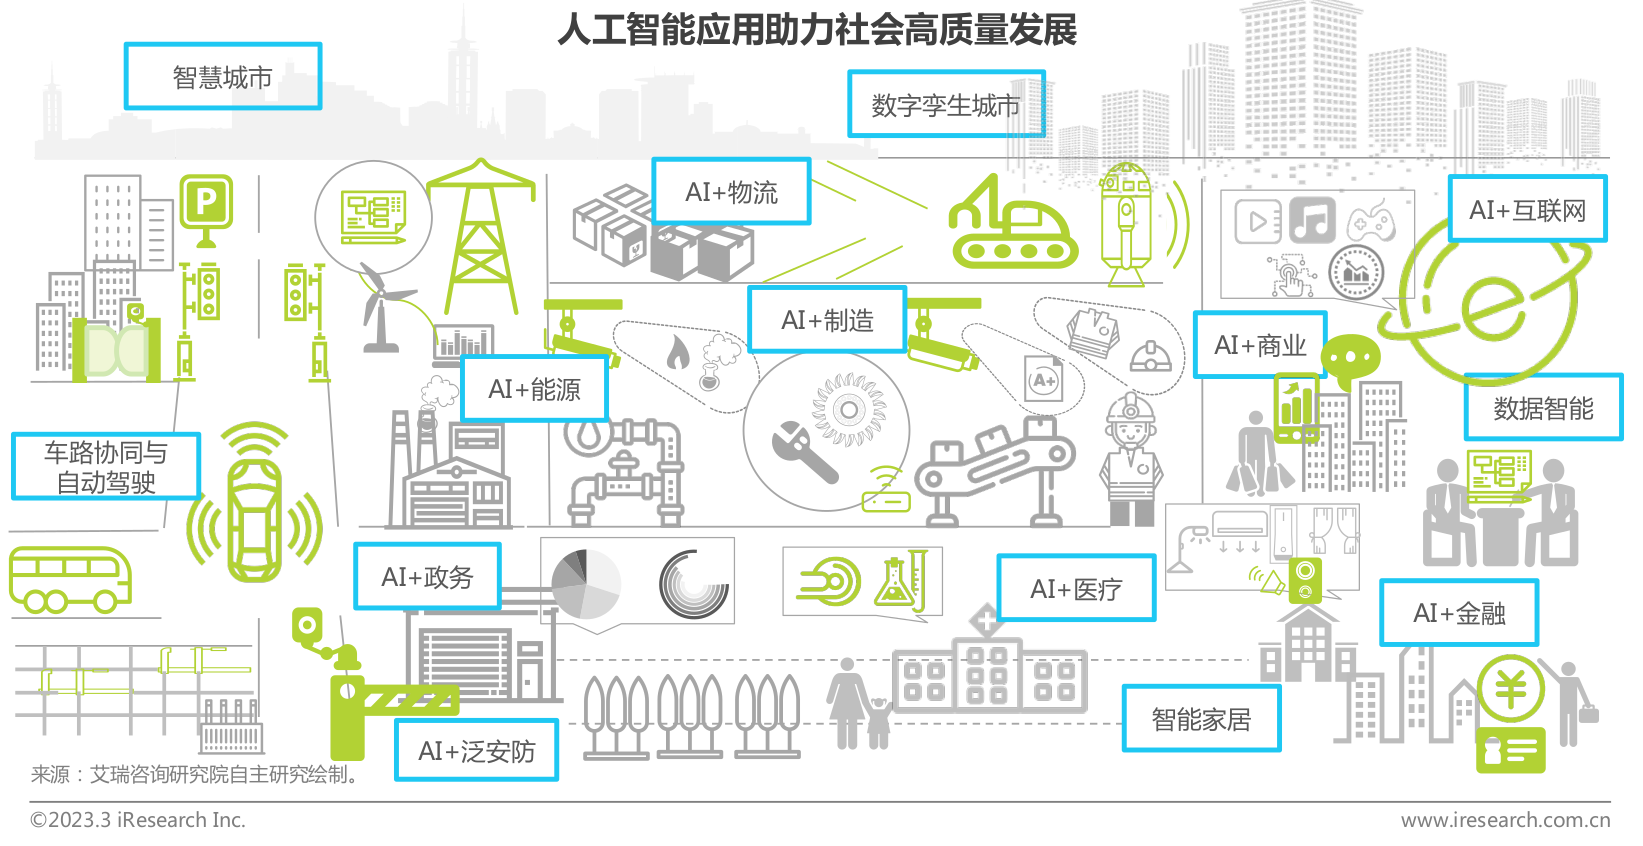 人工智能应用助力社会高质量发展
智慧城市
数字孪生城市
AI+物流
AI+互联网
P
AI+制造
AI+商业
AI+能源
A+
数据智能
车路协同与
自动驾驶
AI+政务
AI+医疗
AI+金融
¥
智能家居
AI+泛安防
来源：艾瑞咨询研究院自主研究绘制。
©2023.3 iResearch Inc.
www.iresearch.com.cn